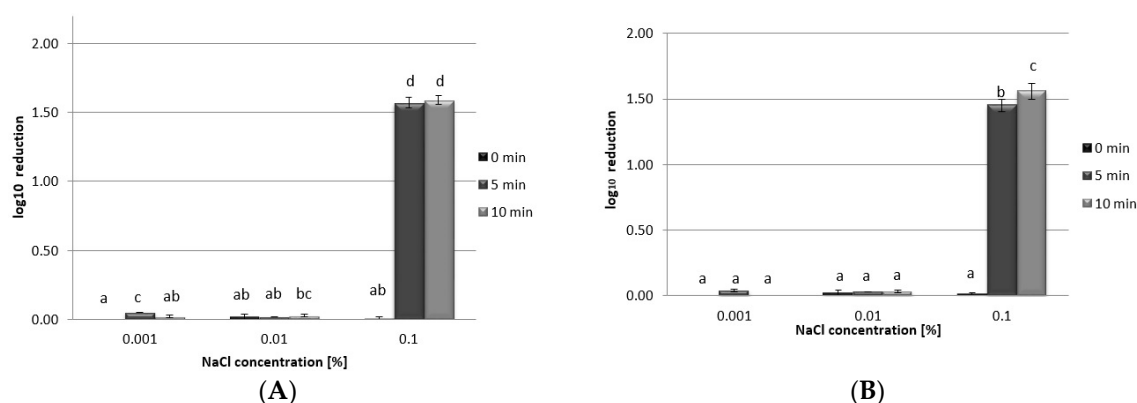 2.00
1.50
1.00
0.50
0.00
log10 reduction
a c ab ab ab bc ab d d
0.001 0.01 0.1
NaCl concentration [%]
0 min
5 min
10 min
(A)
2.00
1.50
1.00
0.50
0.00
log10 reduction
a a a a a a a b c
0.001 0.01 0.1
NaCl concentration [%]
0 min
5 min
10 min
(B)